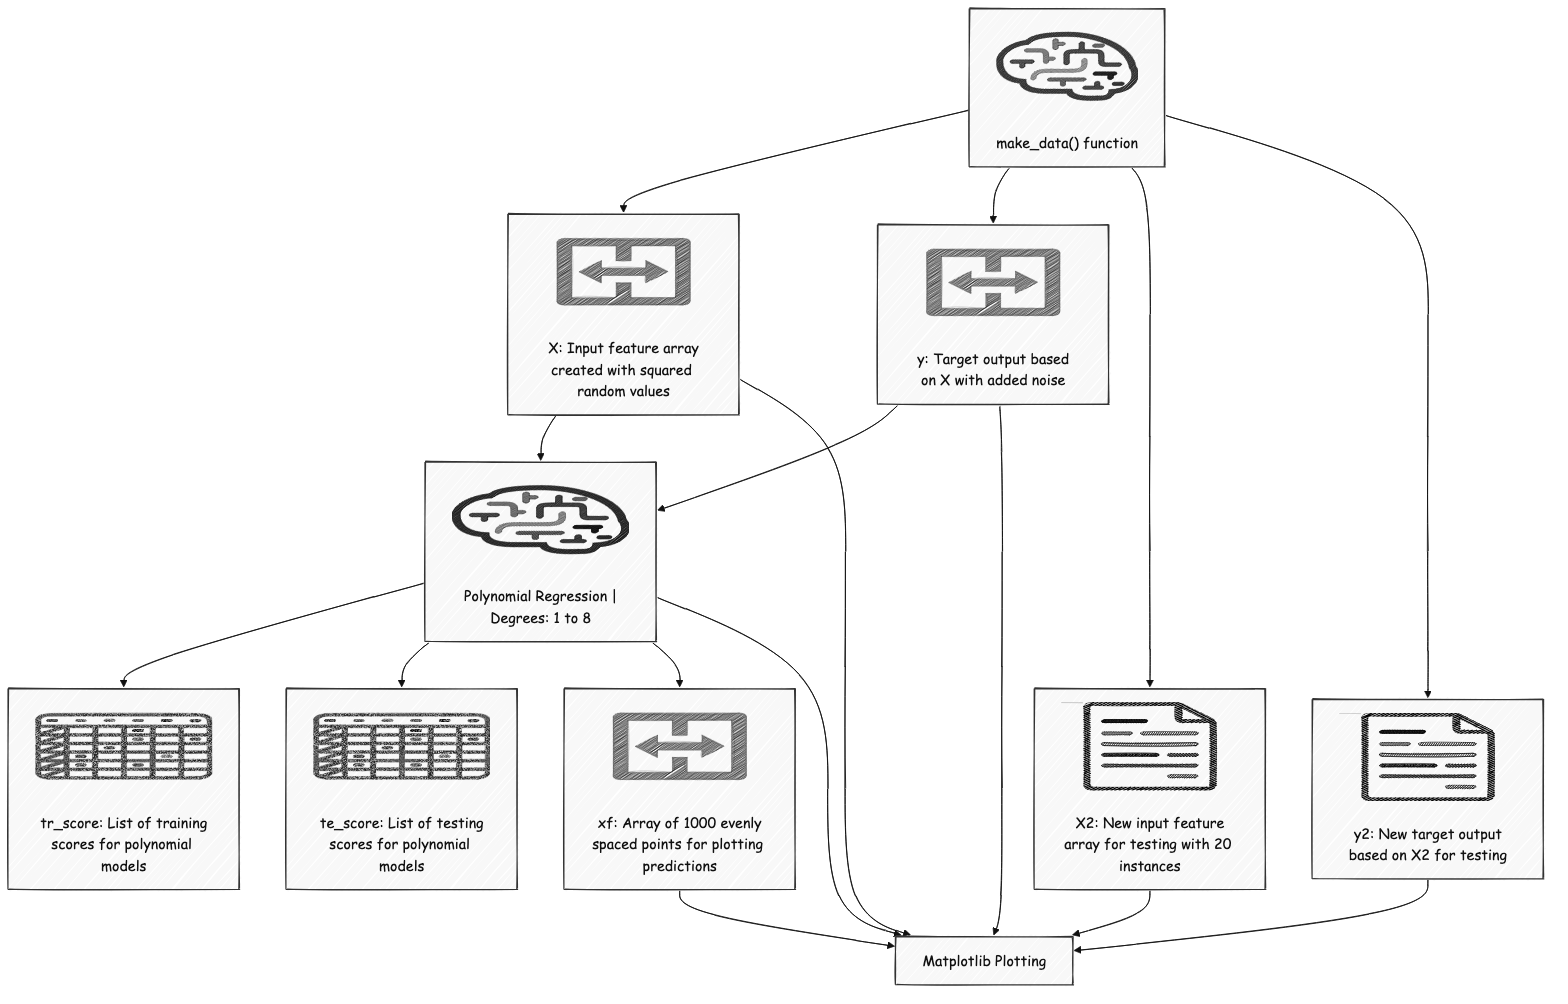 make_data() function
X: Input feature array
created with squared
random values
y: Target output based
on X with added noise
Polynomial Regression |
Degrees: 1 to 8
tr_score: List of training
scores for polynomial
models
te_score: List of testing
scores for polynomial
models
xf: Array of 1000 evenly
spaced points for plotting
predictions
X2: New input feature
array for testing with 20
instances
y2: New target output
based on X2 for testing
Matplotlib Plotting